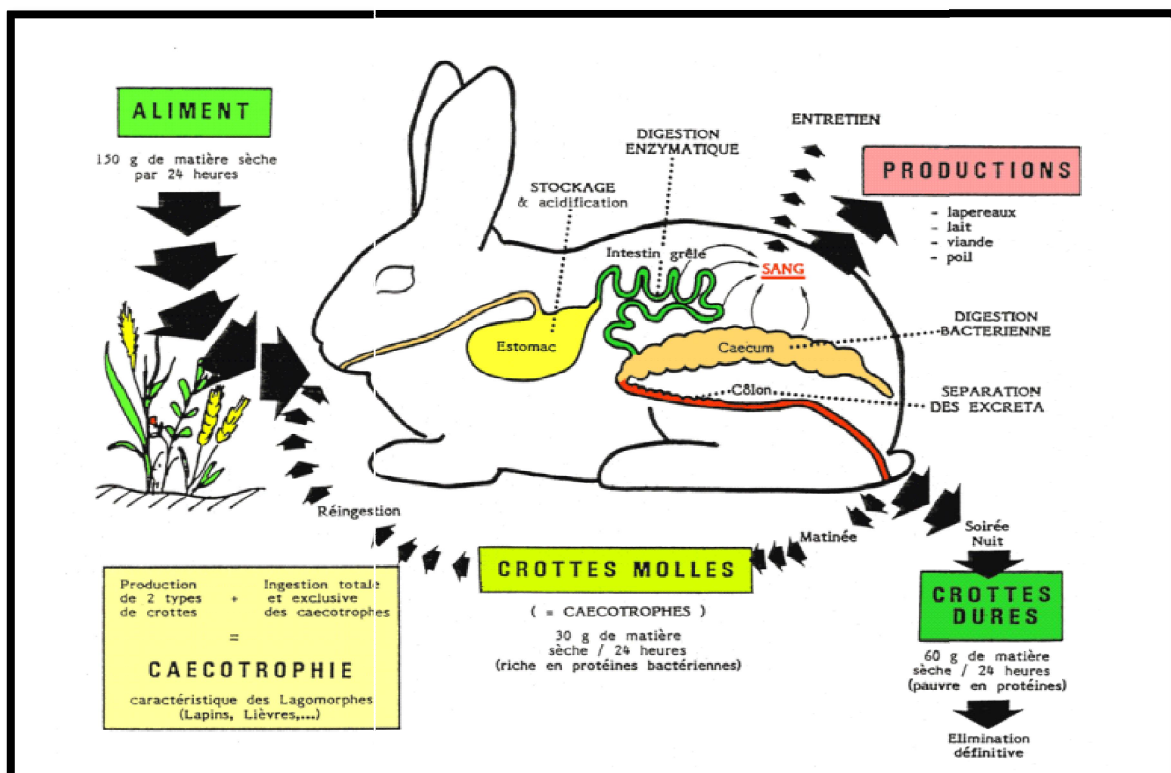 ALIMENT
150 g de matière sèche
par 24 heures
STOCKAGE
& acidification
DIGESTION
ENZYMATIQUE
ENTRETIEN
PRODUCTIONS
- lapereaux
- lait
- viande
- poil
Intestin grêle
SANG
Estomac
Caecum
Côlon
DIGESTION
BACTERIENNE
SEPARATION
DES EXCRETA
Réingestion
Matinée
Soirée
Nuit
CROTTES MOLLES
( = CAECOTROPHES )
30 g de matière
sèche / 24 heures
(riche en protéines bactériennes)
CROTTES
DURES
60 g de matière
sèche / 24 heures
(pauvre en protéines)
Elimination
définitive
Production
de 2 types
de crottes
+
Ingestion totale
et exclusive
des caecotrophes
=
CAECOTROPHIE
caractéristique des Lagomorphes
(Lapins, Lièvres,...)